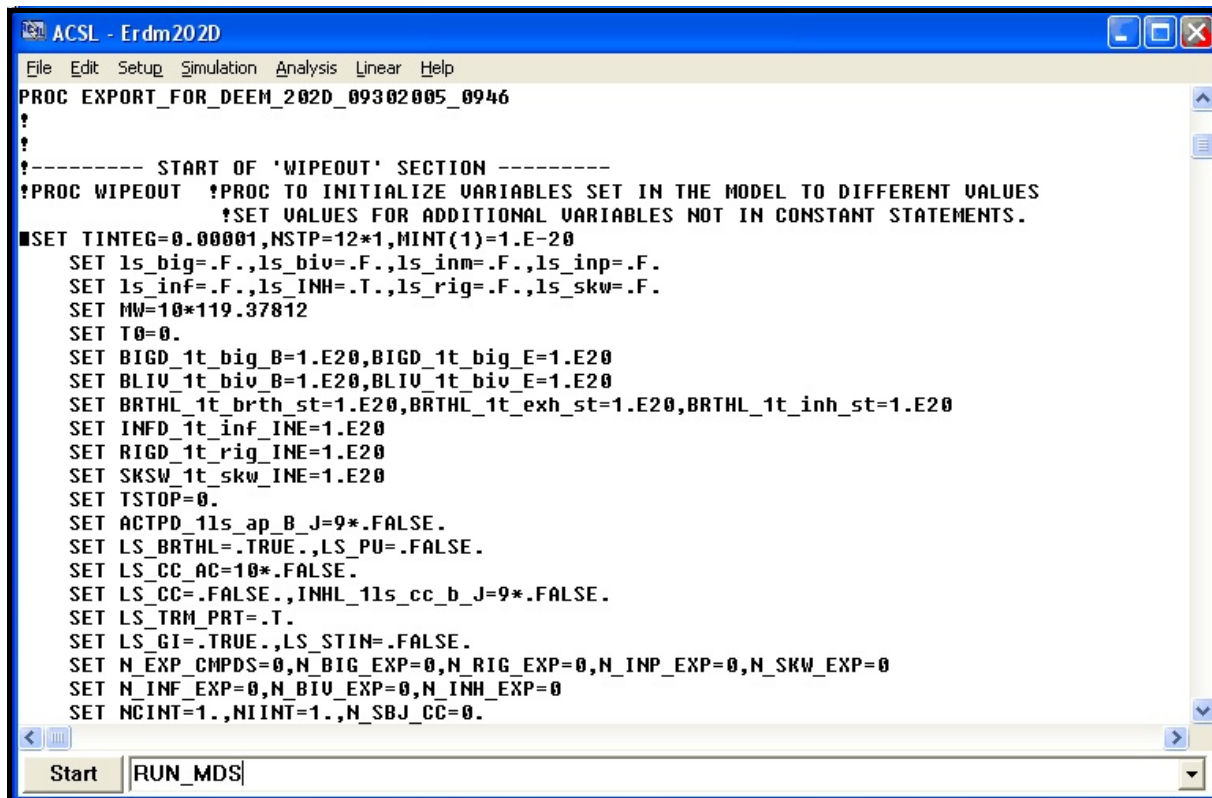 ACSL - Erdm202D
File Edit Setup Simulation Analysis Linear Help
PROC EXPORT_FOR_DEEM_202D_09302005_0946
!
!
!--------- START OF 'WIPEOUT' SECTION ---------
!PROC WIPEOUT  !PROC TO INITIALIZE VARIABLES SET IN THE MODEL TO DIFFERENT VALUES
!SET VALUES FOR ADDITIONAL VARIABLES NOT IN CONSTANT STATEMENTS.
SET TINTEG=0.00001,NSTP=12*1,MINT(1)=1.E-20
SET ls_big=.F.,ls_biv=.F.,ls_inm=.F.,ls_inp=.F.
SET ls_inf=.F.,ls_INH=.T.,ls_rig=.F.,ls_skw=.F.
SET MW=10*119.37812
SET T0=0.
SET BIGD_1t_big_B=1.E20,BIGD_1t_big_E=1.E20
SET BLIV_1t_biv_B=1.E20,BLIV_1t_biv_E=1.E20
SET BRTHL_1t_brth_st=1.E20,BRTHL_1t_exh_st=1.E20,BRTHL_1t_inh_st=1.E20
SET INFD_1t_inf_INE=1.E20
SET RIGD_1t_rig_INE=1.E20
SET SKSW_1t_skw_INE=1.E20
SET TSTOP=0.
SET ACTPD_1ls_ap_B_J=9*.FALSE.
SET LS_BRTHL=.TRUE.,LS_PU=.FALSE.
SET LS_CC_AC=10*.FALSE.
SET LS_CC=.FALSE.,INHL_1ls_cc_b_J=9*.FALSE.
SET LS_TRM_PRT=.T.
SET LS_GI=.TRUE.,LS_STIN=.FALSE.
SET N_EXP_CMPDS=0,N_BIG_EXP=0,N_RIG_EXP=0,N_INP_EXP=0,N_SKW_EXP=0
SET N_INF_EXP=0,N_BIV_EXP=0,N_INH_EXP=0
SET NCINT=1.,NIINT=1.,N_SBJ_CC=0.
Start RUN_MDS